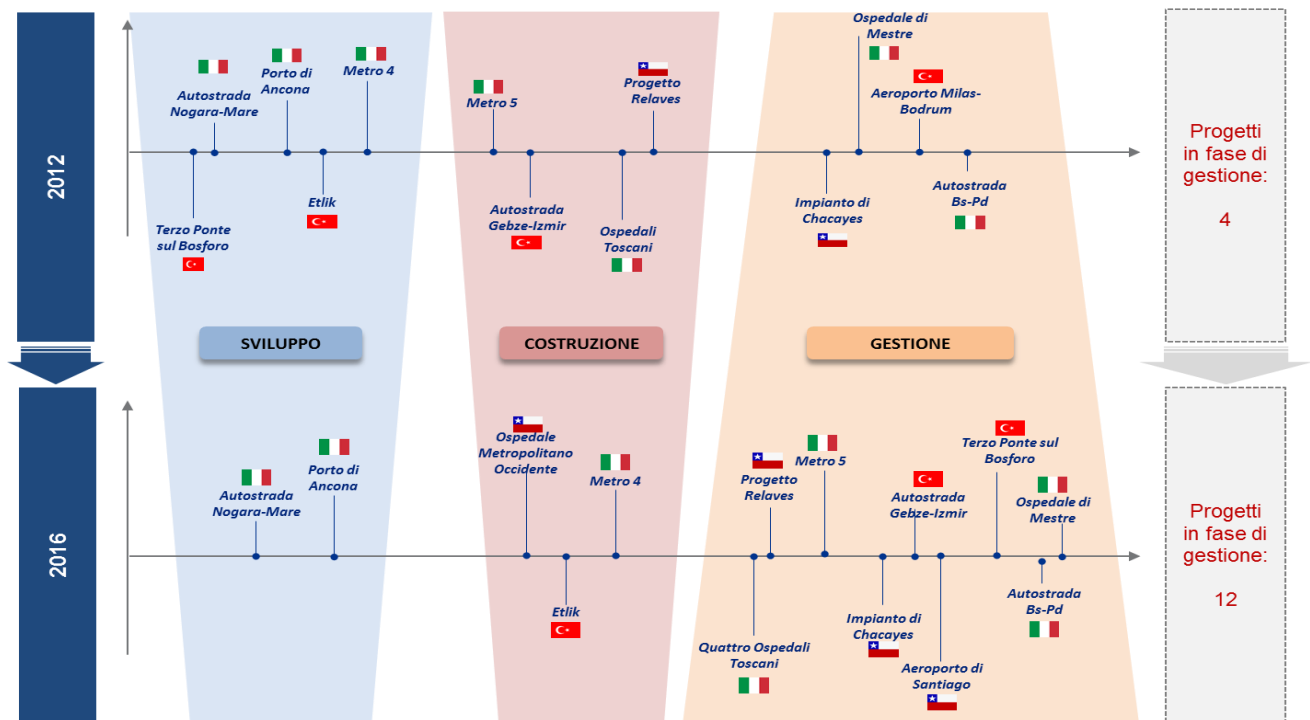 2012
Autostrada
Nogara-Mare
Porto di
Ancona
Metro 4
Terzo Ponte
sul Bosforo
Etlik
Metro 5
Progetto
Relaves
Autostrada
Gebze-Izmir
Ospedali
Toscani
Ospedale di
Mestre
Aeroporto Milas-
Bodrum
Impianto di
Chacayes
Autostrada
Bs-Pd
Progetti
in fase di
gestione:
4
SVILUPPO
COSTRUZIONE
GESTIONE
2016
Autostrada
Nogara-Mare
Porto di
Ancona
Ospedale
Metropolitano
Occidente
Metro 4
Etlik
Progetto
Relaves
Metro 5
Autostrada
Gebze-Izmir
Terzo Ponte sul
Bosforo
Ospedale di
Mestre
Quattro Ospedali
Toscani
Impianto di
Chacayes
Aeroporto di
Santiago
Autostrada
Bs-Pd
Progetti
in fase di
gestione:
12